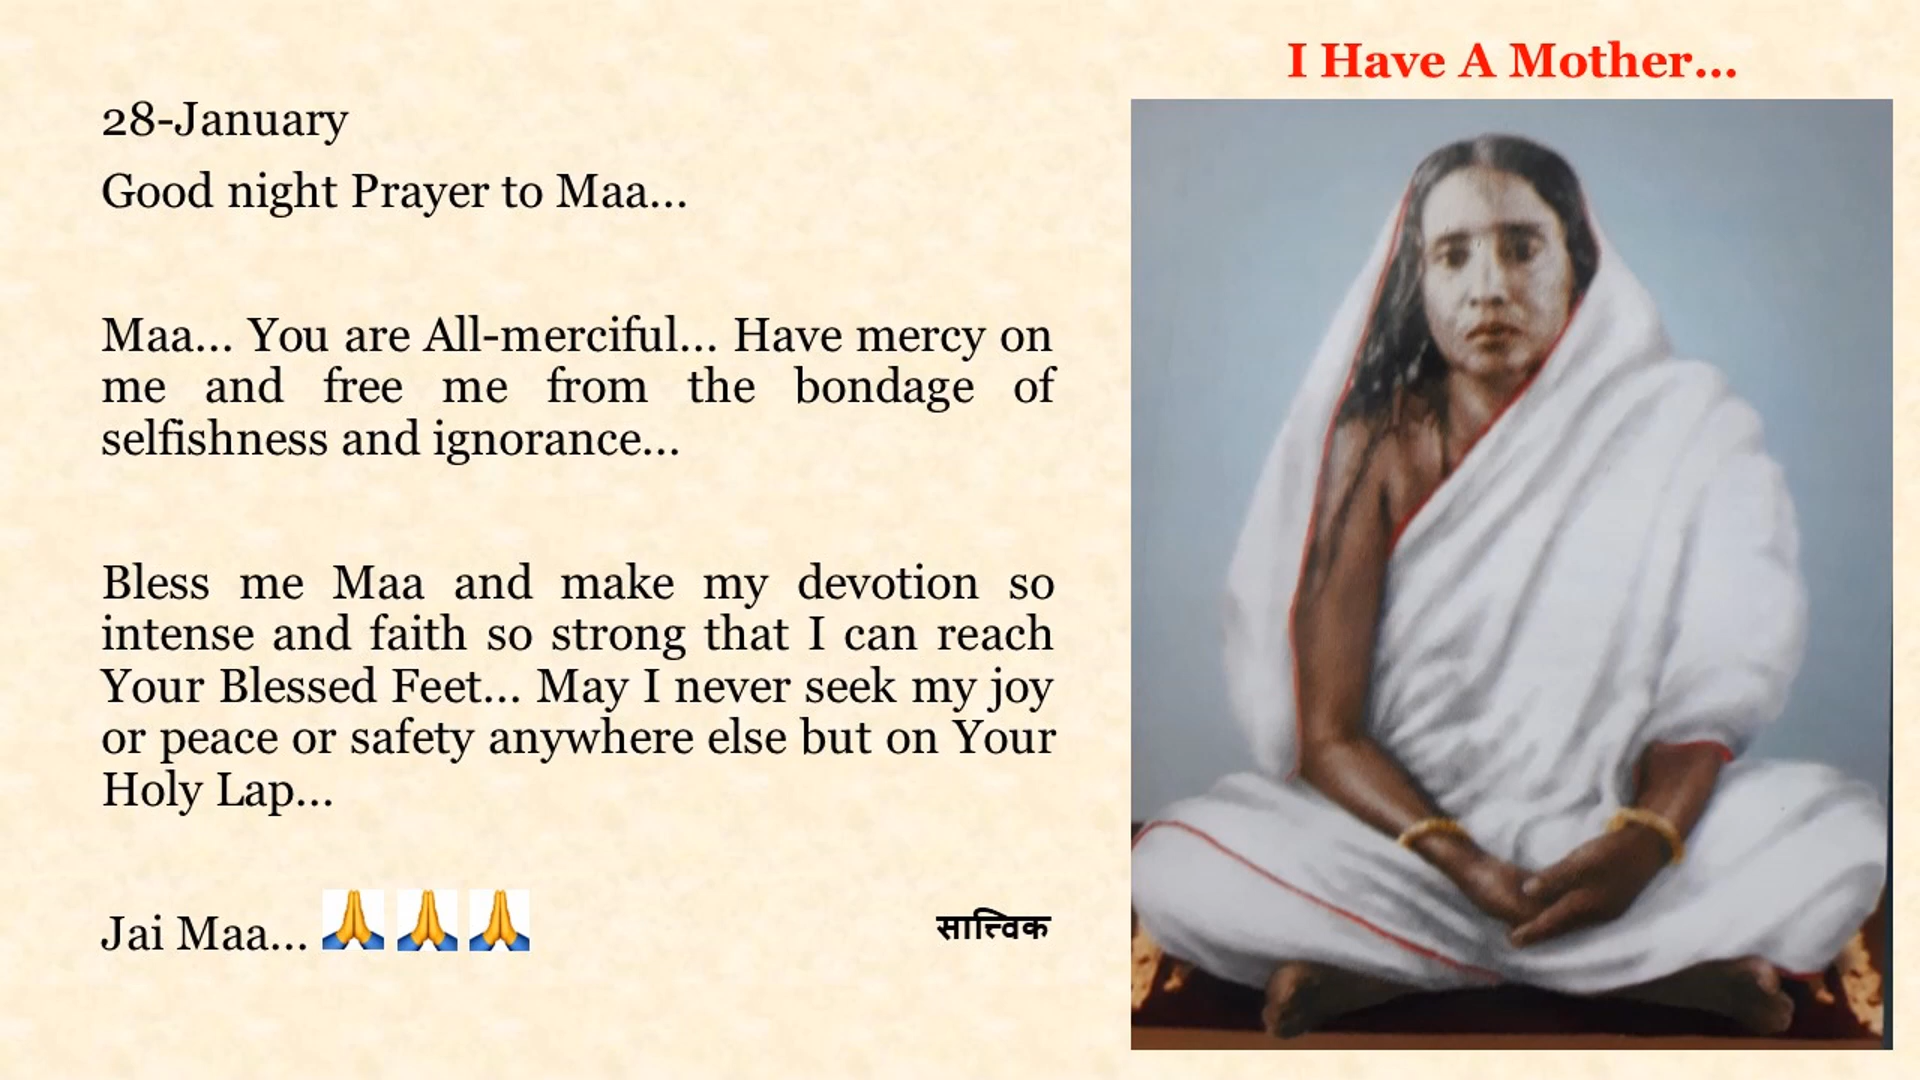 I Have A Mother...
28-January
Good night Prayer to Maa...
Maa... You are All-merciful... Have mercy on
me and free me from the bondage of
selfishness and ignorance...
Bless me Maa and make my devotion so
intense and faith so strong that I can reach
Your Blessed Feet... May I never seek my joy
or peace or safety anywhere else but on Your
Holy Lap...
Jai Maa... 🙏 🙏 🙏
सात्त्विक